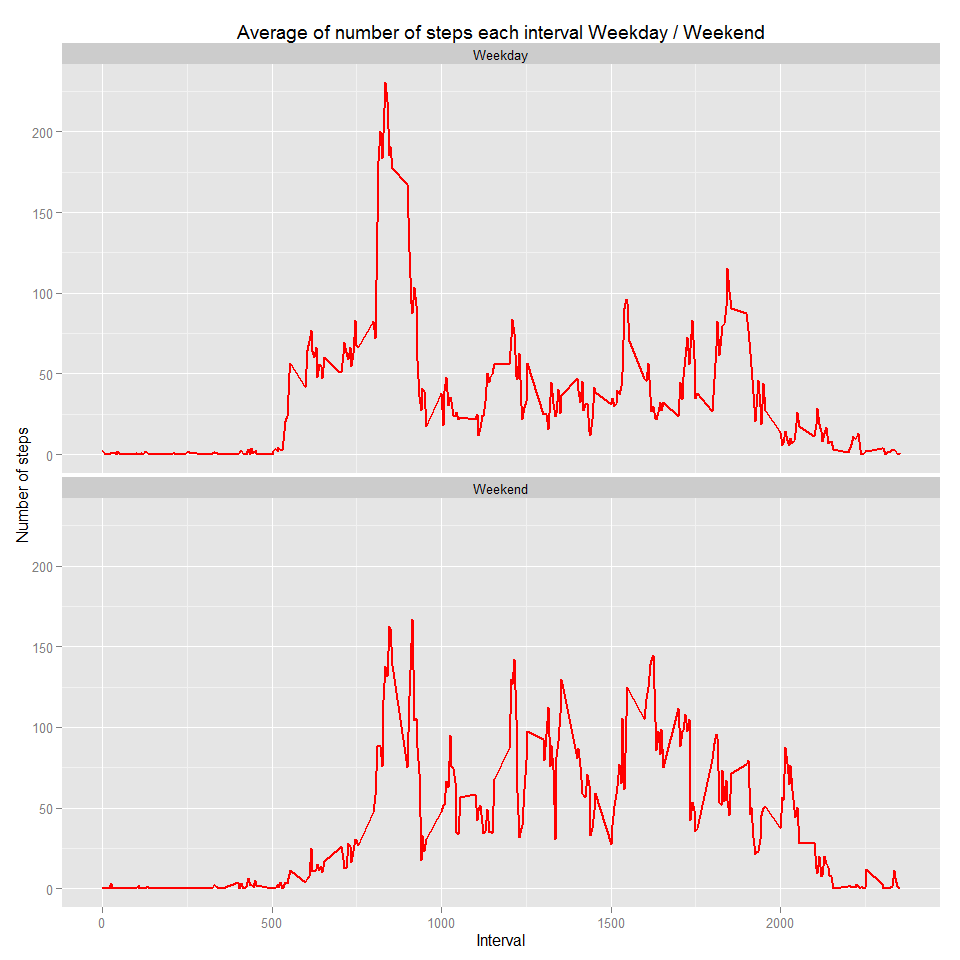 Average of number of steps each interval Weekday / Weekend
Weekday
200
150
100
50
0
Number of steps
Weekend
200
150
100
50
0
0 500 1000 1500 2000
Interval